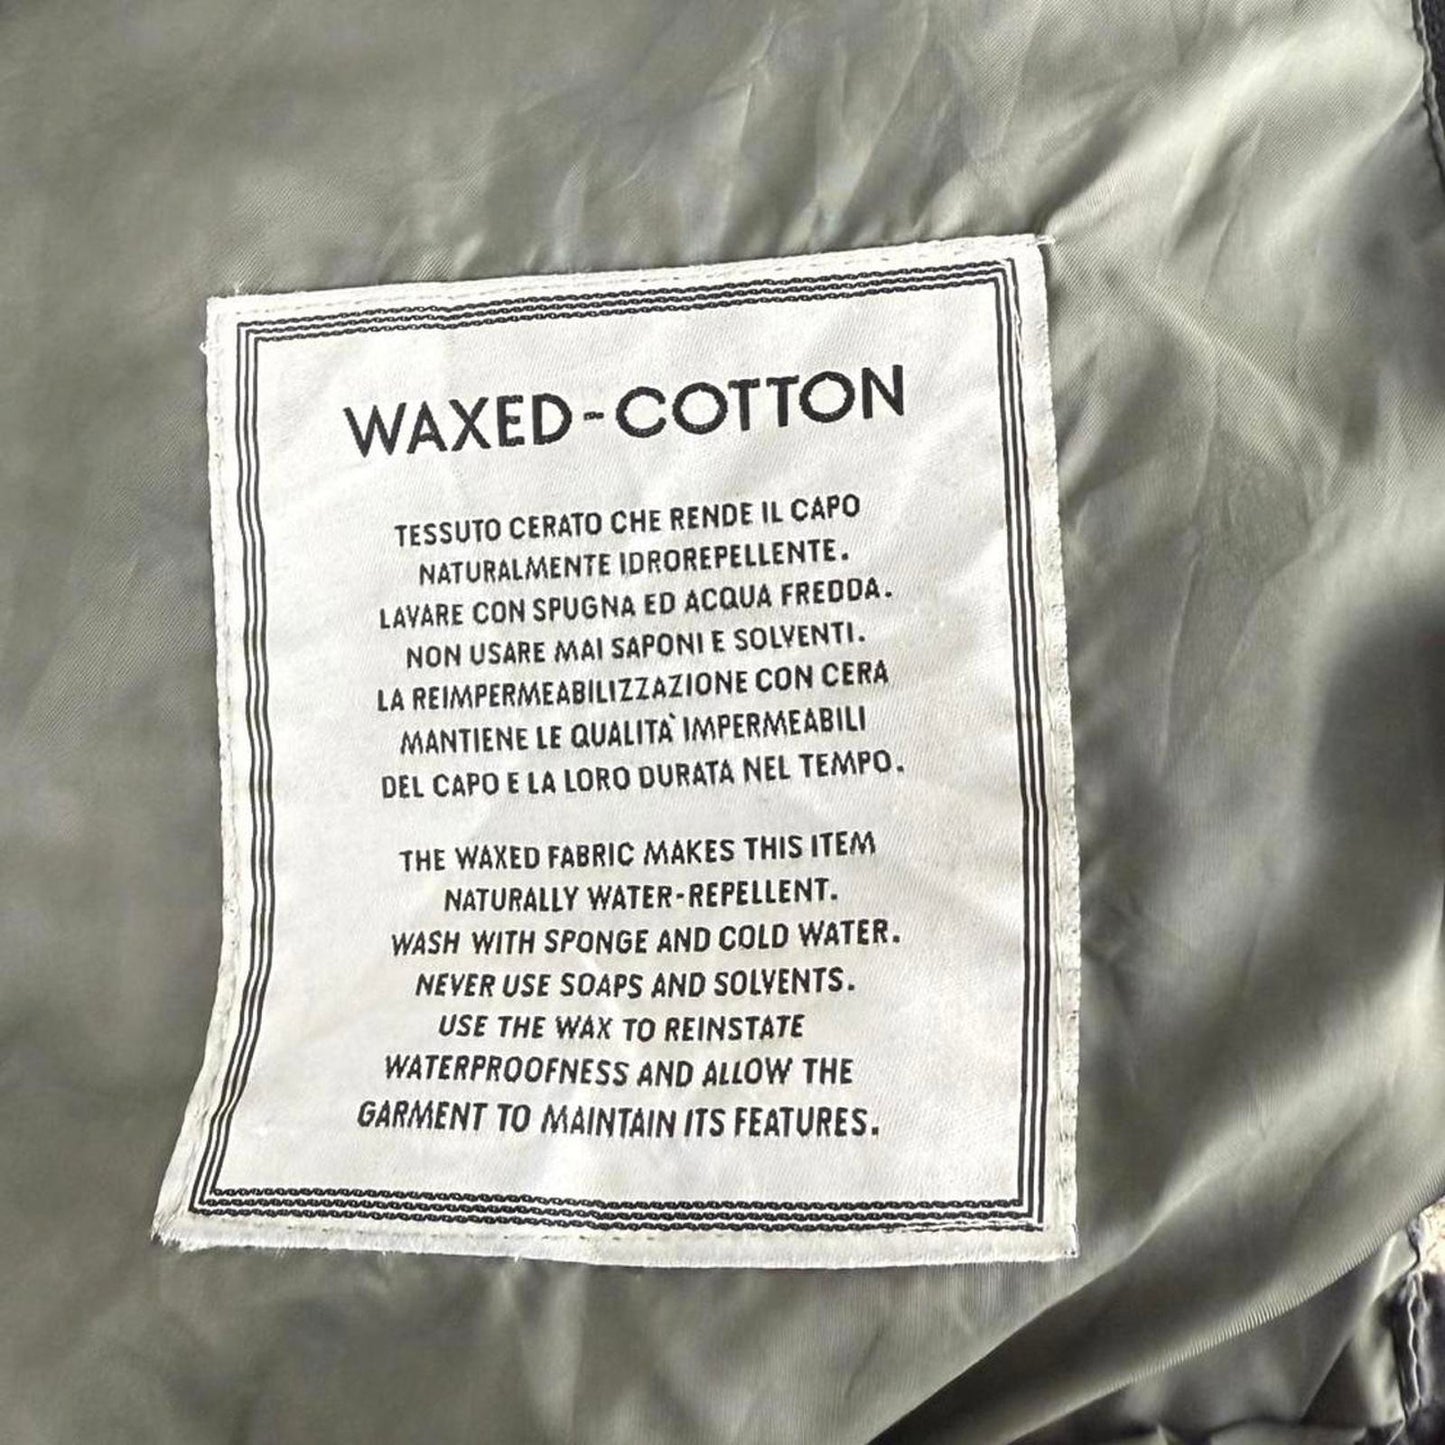 WAXED-COTTON
TESSUTO CERATO CHE RENDE IL CAPO
NATURALMENTE IDROREPELLENTE.
LAVARE CON SPUGNA ED ACQUA FREDDA.
NON USARE MAI SAPONI E SOLVENTI.
LA REIMPERMEABILIZZAZIONE CON CERA
MANTIENE LE QUALITA` IMPERMEABILI
DEL CAPO E LA LORO DURATA NEL TEMPO.
THE WAXED FABRIC MAKES THIS ITEM
NATURALLY WATER-REPELLENT.
WASH WITH SPONGE AND COLD WATER.
NEVER USE SOAPS AND SOLVENTS.
USE THE WAX TO REINSTATE
WATERPROOFNESS AND ALLOW THE
GARMENT TO MAINTAIN ITS FEATURES.